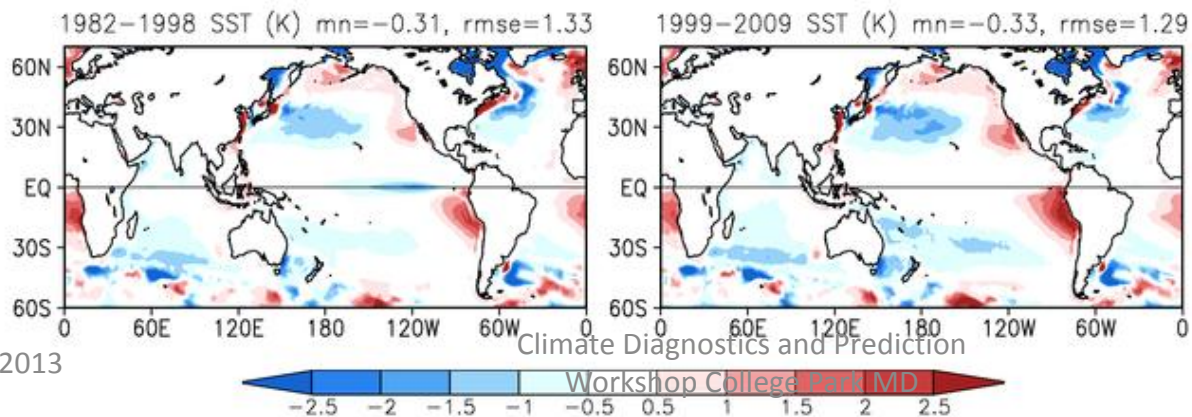 1982-1998 SST (K) mn=-0.31, rmse=1.33
1999-2009 SST (K) mn=-0.33, rmse=1.29
60N
30N
EQ
30S
60S
0 60E 120E 180 120W 60W 0
60N
30N
EQ
30S
60S
0 60E 120E 180 120W 60W 0
2013
Climate Diagnostics and Prediction
Workshop College Park MD
-2.5 -2 -1.5 -1 -0.5 0.5 1 1.5 2 2.5